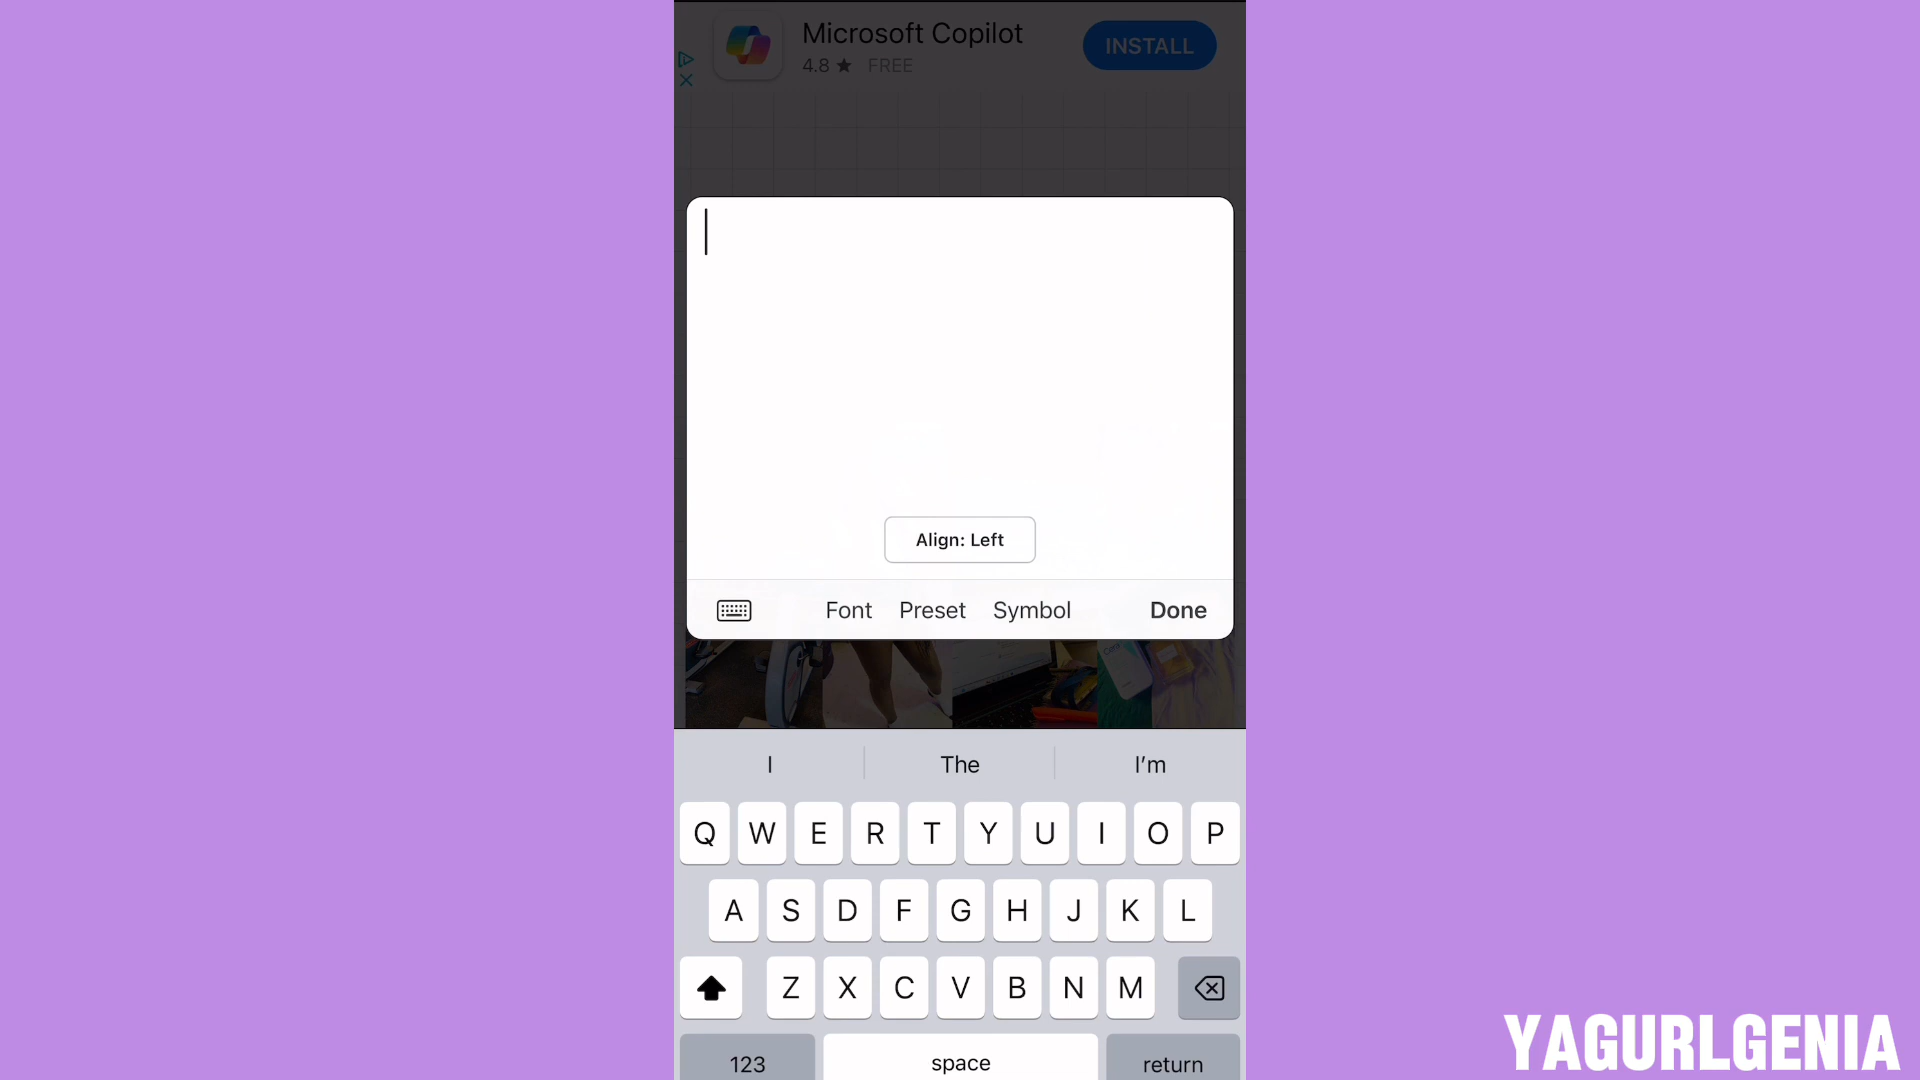 Microsoft Copilot
INSTALL
4.8 ★ FREE
Align: Left
Font Preset Symbol Done
I The I’m
Q W E R T Y U I O P
A S D F G H J K L
Z X C V B N M
123 space return
YAGURLGENIA